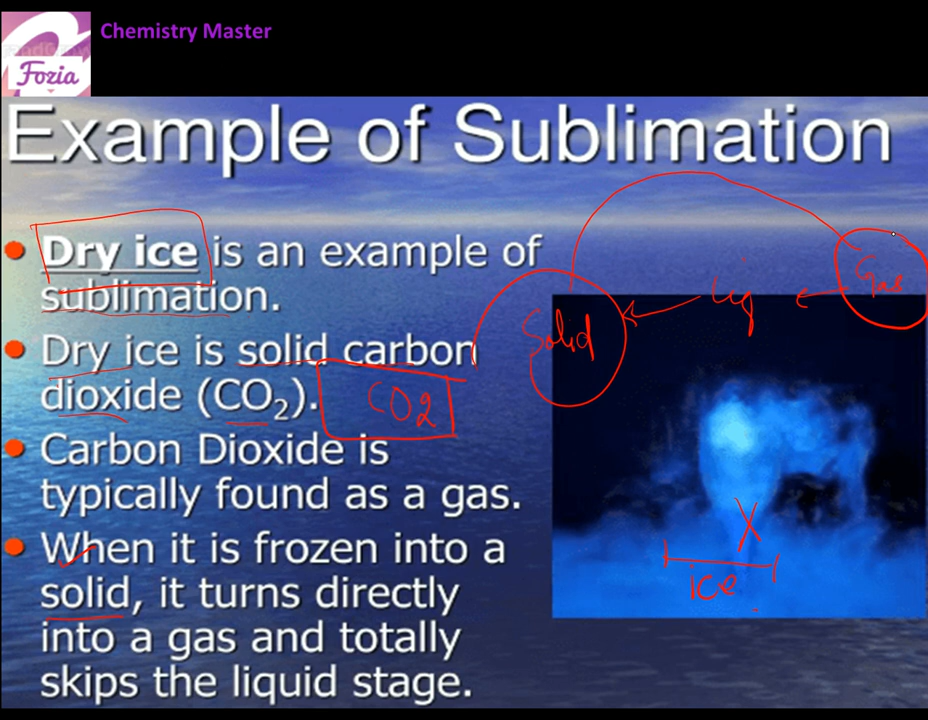 Chemistry Master
Fozia
Example of Sublimation
Dry ice is an example of
sublimation.
Dry ice is solid carbon
dioxide (CO₂).
CO2
Carbon Dioxide is
typically found as a gas.
When it is frozen into a
solid, it turns directly
into a gas and totally
skips the liquid stage.
Solid
liq
Gas
ice